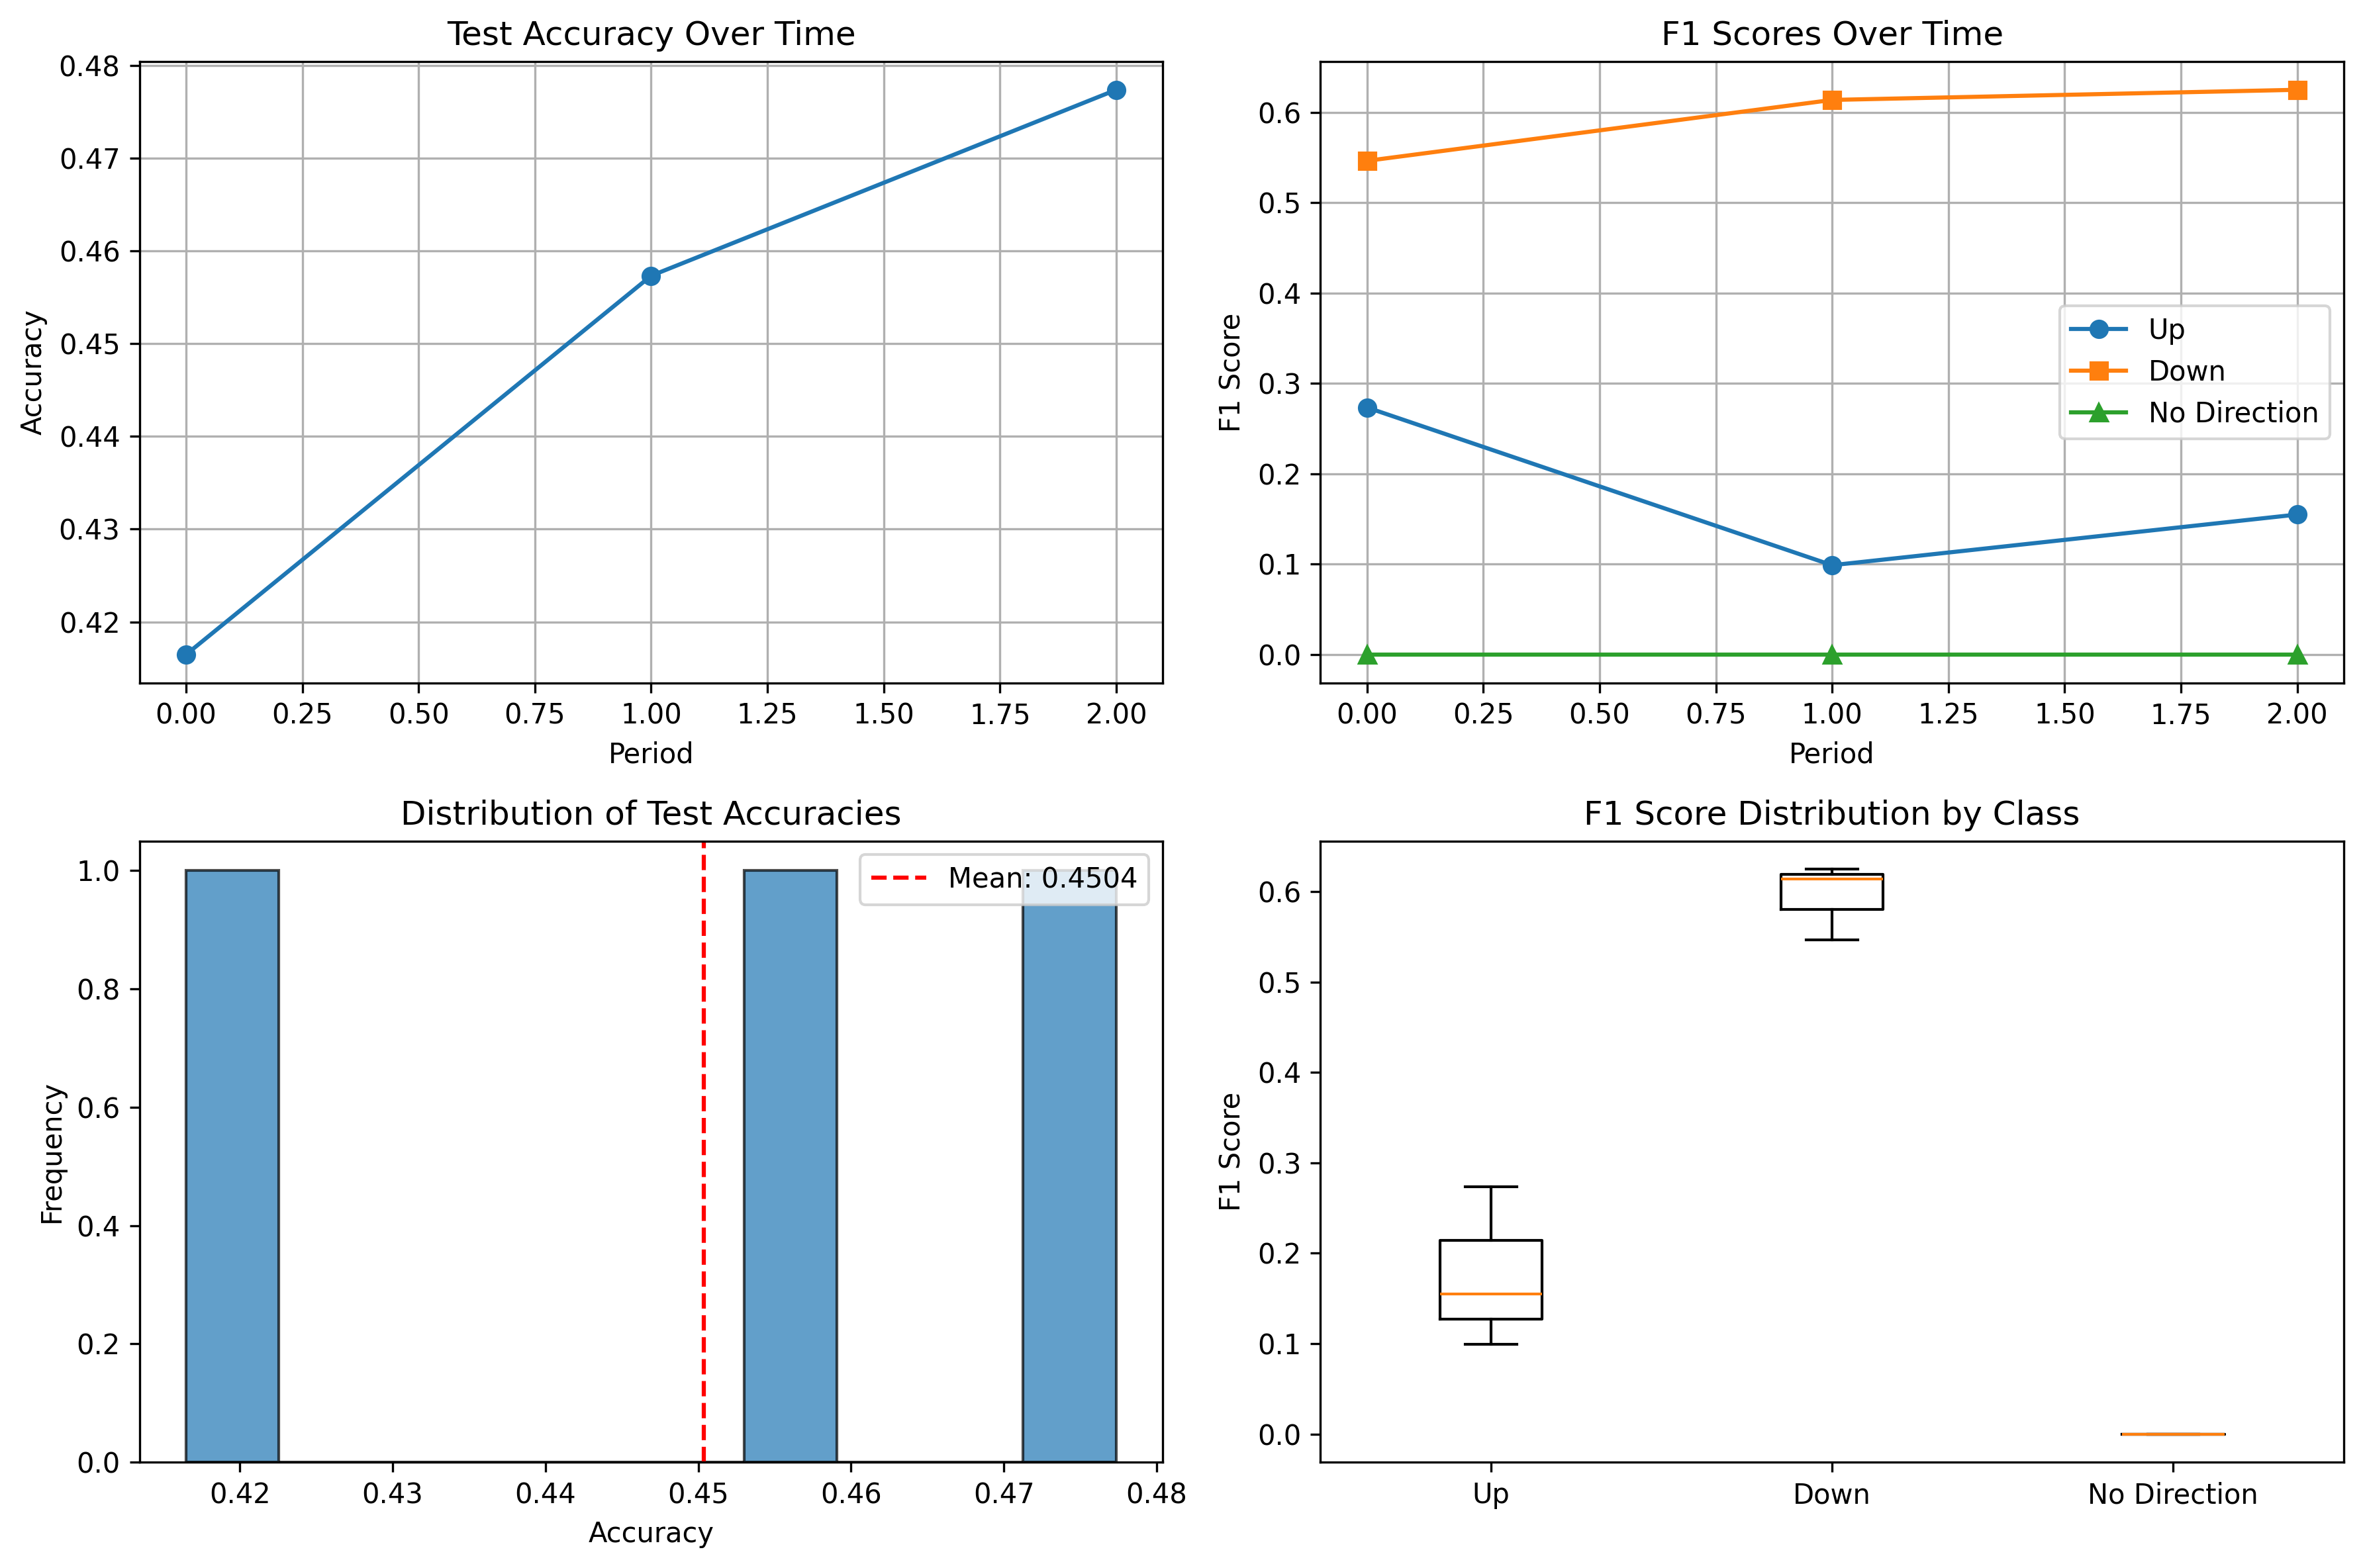 Test Accuracy Over Time
0.48
0.47
0.46
0.45
0.44
0.43
0.42
Accuracy
0.00 0.25 0.50 0.75 1.00 1.25 1.50 1.75 2.00
Period
F1 Scores Over Time
0.6
0.5
0.4
0.3
0.2
0.1
0.0
F1 Score
Up
Down
No Direction
0.00 0.25 0.50 0.75 1.00 1.25 1.50 1.75 2.00
Period
Distribution of Test Accuracies
1.0
0.8
0.6
0.4
0.2
0.0
Frequency
Mean: 0.4504
0.42 0.43 0.44 0.45 0.46 0.47 0.48
Accuracy
F1 Score Distribution by Class
0.6
0.5
0.4
0.3
0.2
0.1
0.0
F1 Score
Up Down No Direction